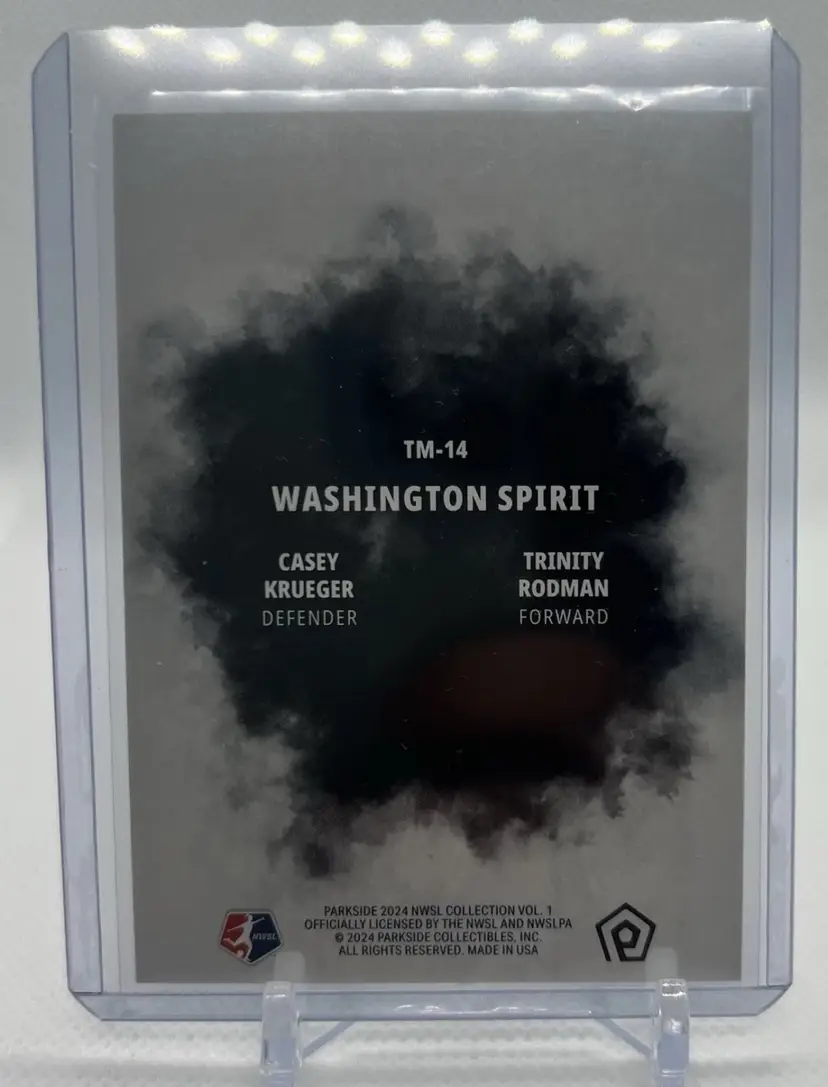 TM-14
WASHINGTON SPIRIT
CASEY
KRUEGER
DEFENDER
TRINITY
RODMAN
FORWARD
NWSL
PARKSIDE 2024 NWSL COLLECTION VOL. 1
OFFICIALLY LICENSED BY THE NWSL AND NWSLPA
© 2024 PARKSIDE COLLECTIBLES, INC.
ALL RIGHTS RESERVED. MADE IN USA